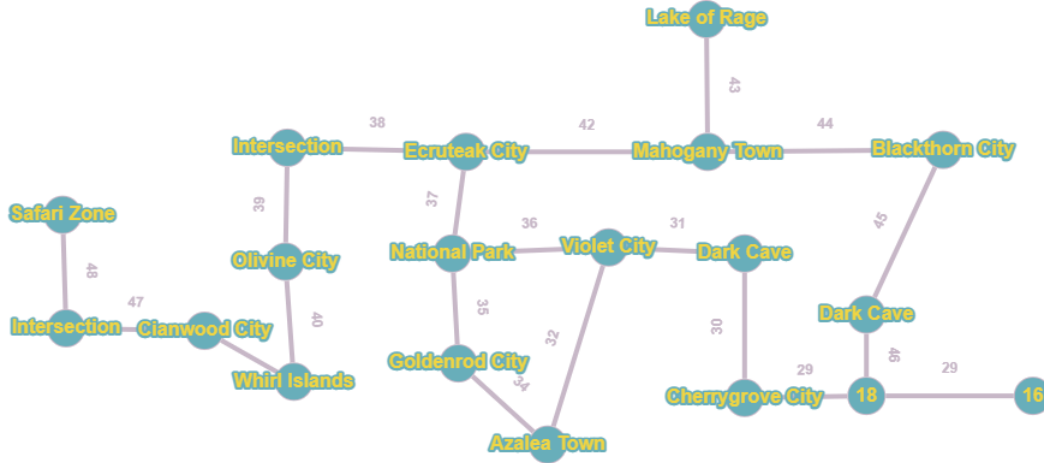 Lake of Rage
43
38
42
44
Intersection
Ecruteak City
Mahogany Town
Blackthorn City
39
37
36
31
45
Safari Zone
Olivine City
National Park
Violet City
Dark Cave
48
47
40
35
32
30
Dark Cave
Intersection
Cianwood City
Goldenrod City
46
Whirl Islands
34
29
29
Cherrygrove City
18
16
Azalea Town